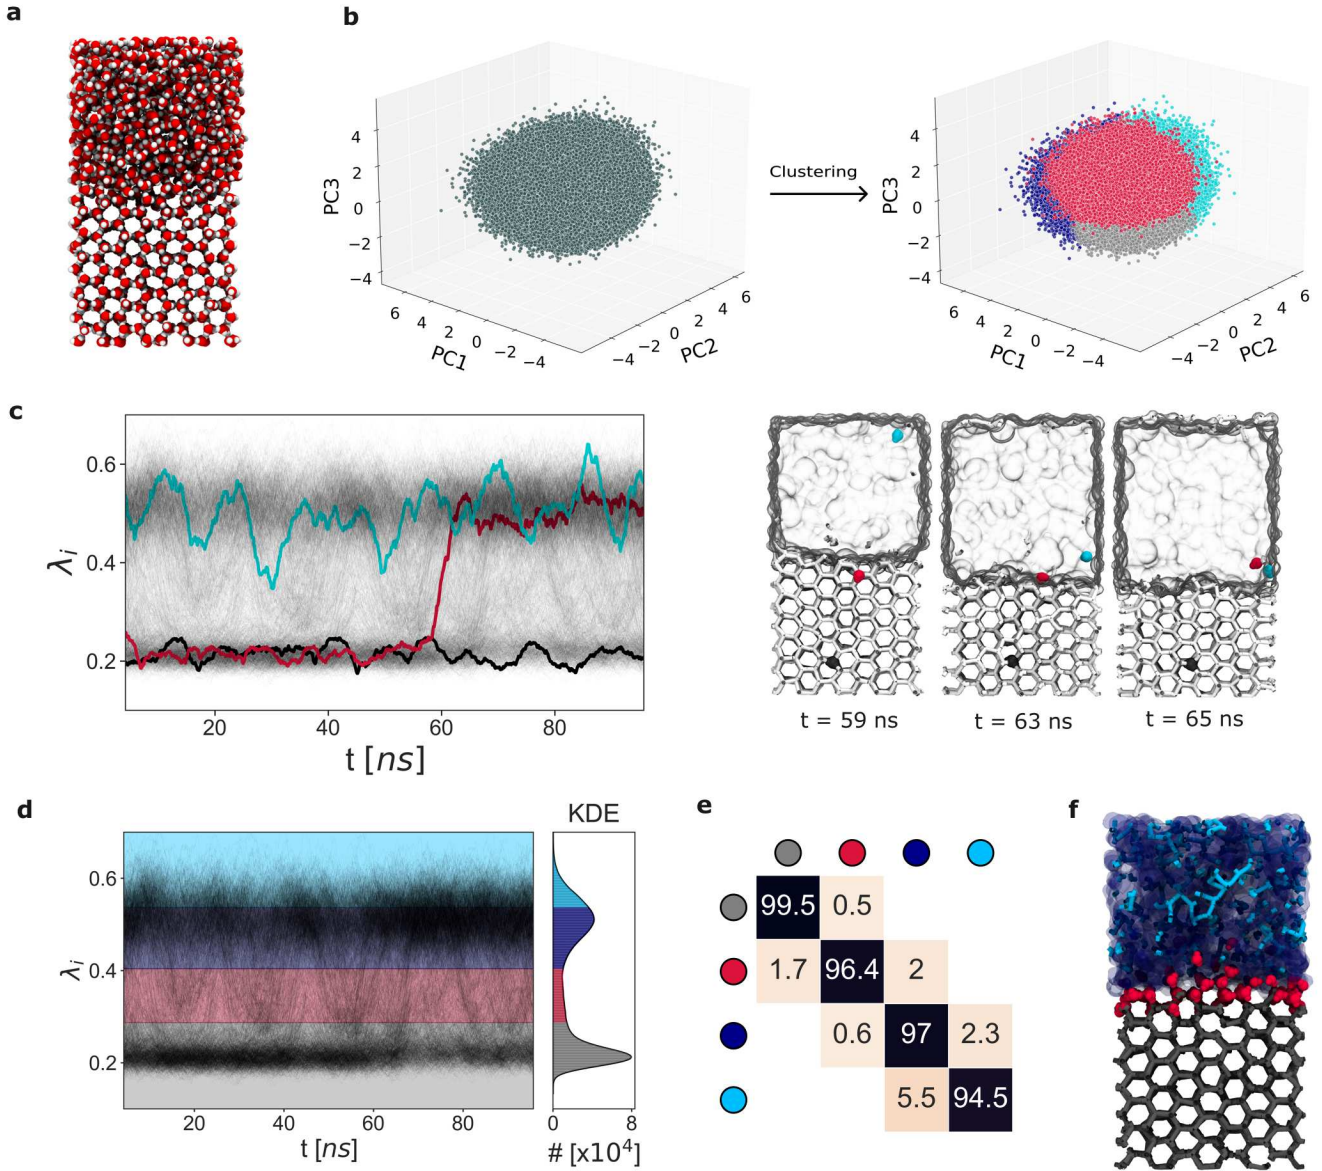 a
b
PC3
4
2
0
−2
−4
6
4
2
0
−2
−4
PC1
−4
−2
0
2
4
6
PC2
Clustering
PC3
4
2
0
−2
−4
6
4
2
0
−2
−4
PC1
−4
−2
0
2
4
6
PC2
c
λi
0.6
0.4
0.2
20
40
60
80
t [ns]
t = 59 ns
t = 63 ns
t = 65 ns
d
λi
0.6
0.4
0.2
20
40
60
80
t [ns]
KDE
0
8
# [x10⁴]
e
99.5 0.5
1.7 96.4 2
0.6 97 2.3
5.5 94.5
f